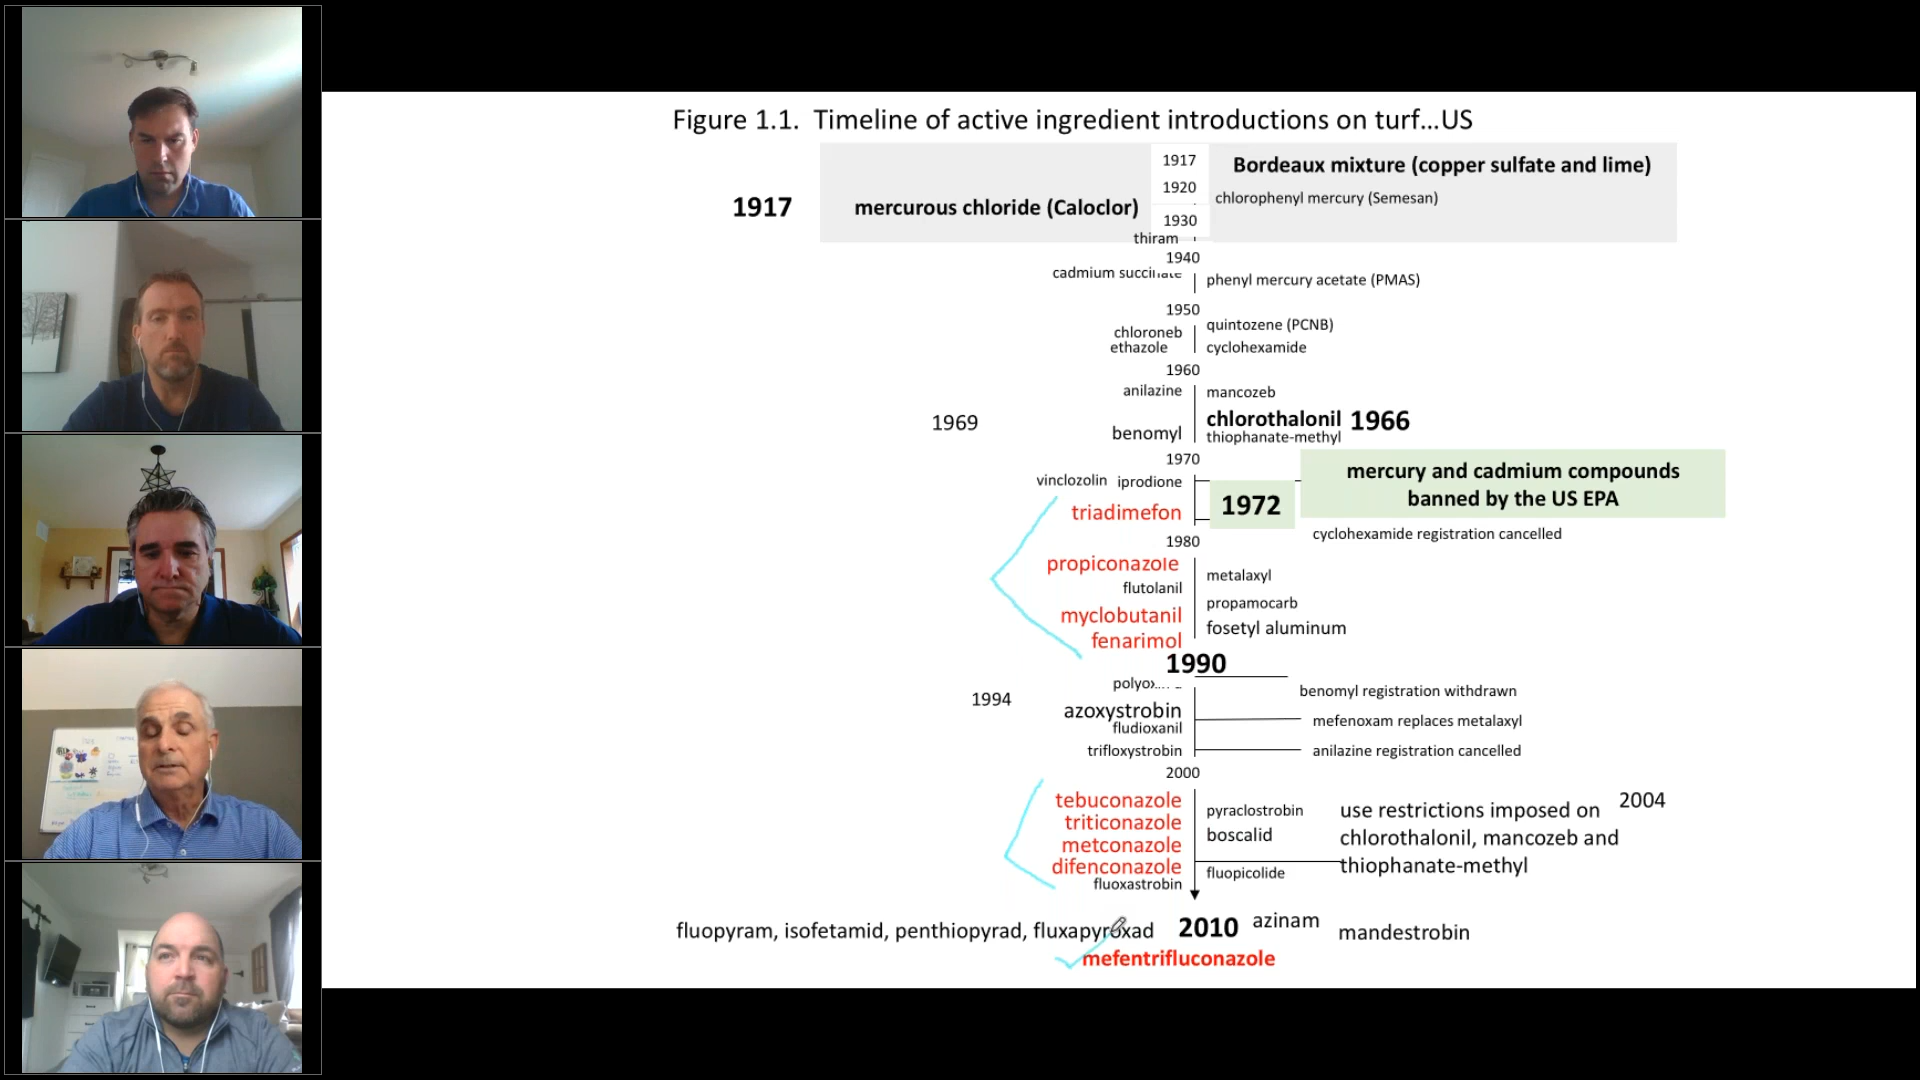 Figure 1.1.  Timeline of active ingredient introductions on turf...US
1917
Bordeaux mixture (copper sulfate and lime)
1920
chlorophenyl mercury (Semesan)
1917
mercurous chloride (Caloclor)
1930
thiram
1940
cadmium succinate
phenyl mercury acetate (PMAS)
1950
chloroneb
quintozene (PCNB)
ethazole
cyclohexamide
1960
anilazine
mancozeb
1969
benomyl
chlorothalonil 1966
thiophanate-methyl
1970
vinclozolin iprodione
mercury and cadmium compounds
banned by the US EPA
1972
triadimefon
cyclohexamide registration cancelled
1980
propiconazole
metalaxyl
flutolanil
propamocarb
myclobutanil
fosetyl aluminum
fenarimol
1990
benomyl registration withdrawn
1994
azoxystrobin
mefenoxam replaces metalaxyl
fludioxanil
trifloxystrobin
anilazine registration cancelled
2000
tebuconazole
pyraclostrobin
use restrictions imposed on 2004
triticonazole
boscalid
chlorothalonil, mancozeb and
metconazole
thiophanate-methyl
difenconazole
fluopicolide
fluoxastrobin
fluopyram, isofetamid, penthiopyrad, fluxapyroxad 2010 azinam mandestrobin
mefentrifluconazole